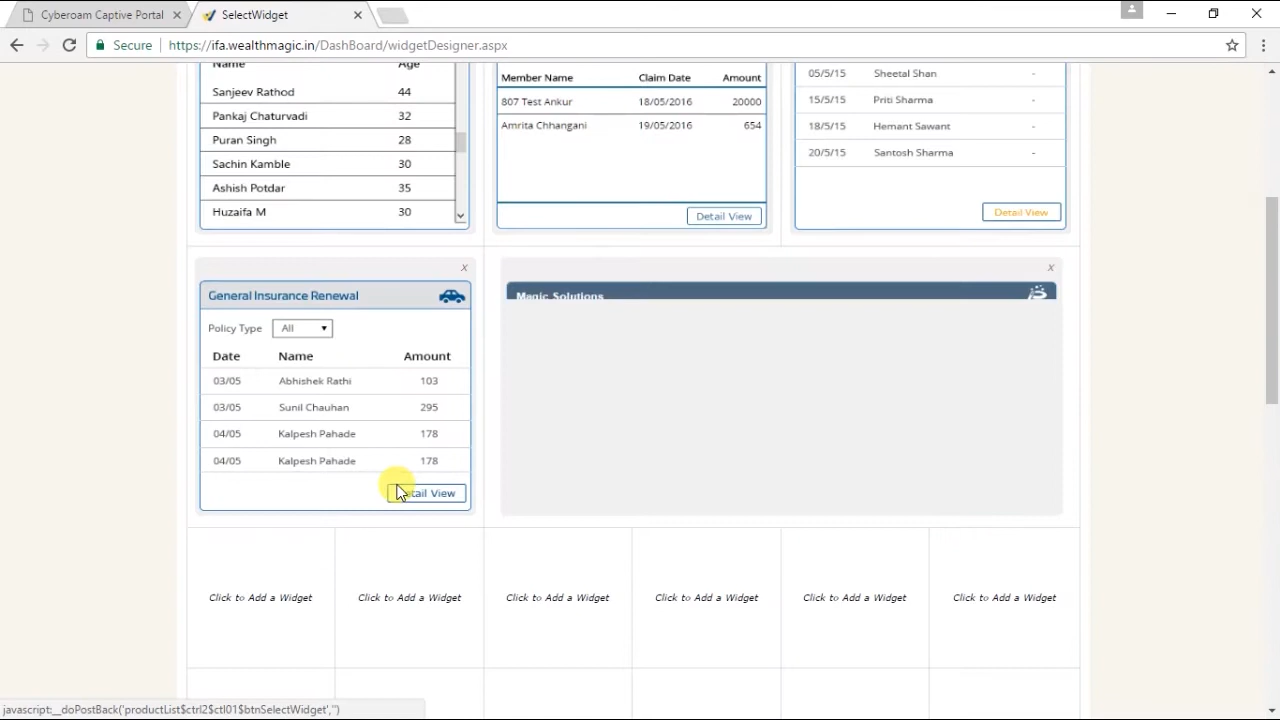 Cyberoam Captive Portal
SelectWidget
Secure https://ifa.wealthmagic.in/DashBoard/widgetDesigner.aspx
Name Age
Sanjeev Rathod 44
Pankaj Chaturvadi 32
Puran Singh 28
Sachin Kamble 30
Ashish Potdar 35
Huzaifa M 30
Member Name Claim Date Amount
807 Test Ankur 18/05/2016 20000
Amrita Chhangani 19/05/2016 654
Detail View
05/5/15 Sheetal Shan -
15/5/15 Priti Sharma -
18/5/15 Hemant Sawant -
20/5/15 Santosh Sharma -
Detail View
x
General Insurance Renewal
Policy Type All
Date Name Amount
03/05 Abhishek Rathi 103
03/05 Sunil Chauhan 295
04/05 Kalpesh Pahade 178
04/05 Kalpesh Pahade 178
View
x
Magic Solutions
Click to Add a Widget
Click to Add a Widget
Click to Add a Widget
Click to Add a Widget
Click to Add a Widget
Click to Add a Widget
javascript:__doPostBack('productList$ctrl2$ctl01$btnSelectWidget','')